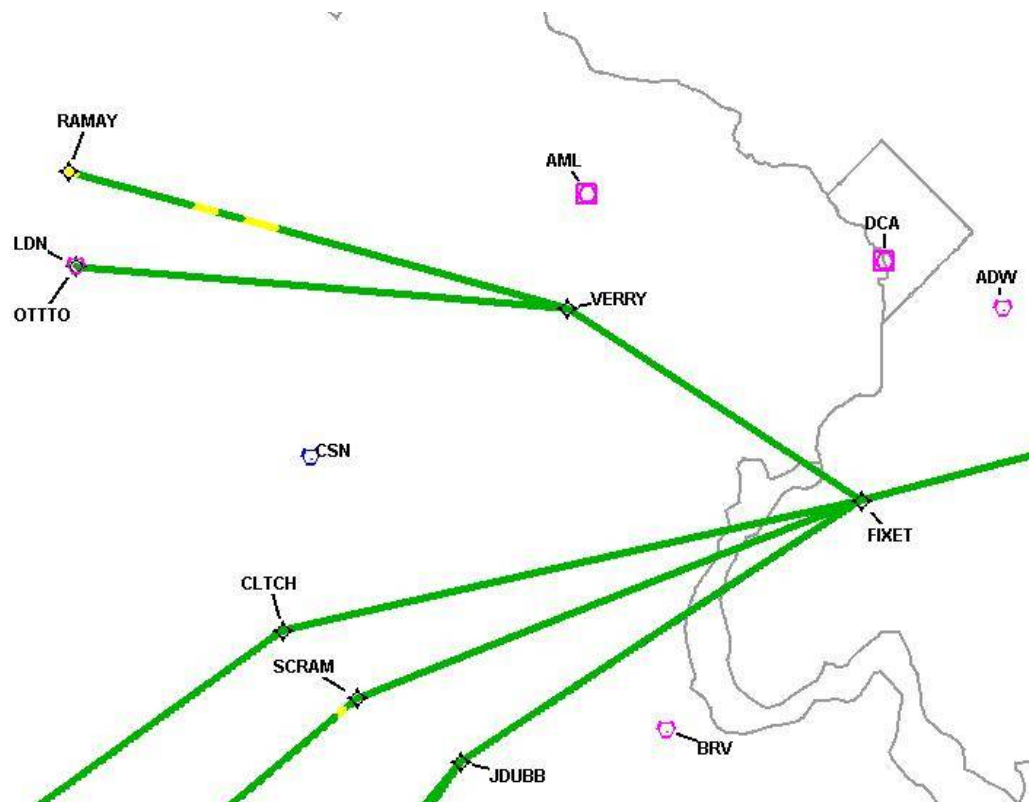 RAMAY
AML
DCA
LDN
ADW
OTTTO
VERRY
CSN
FIXET
CLTCH
SCRAM
BRV
JDUBB